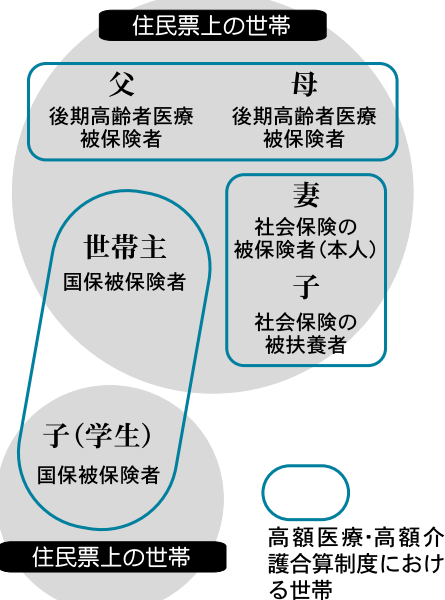 住民票上の世帯
父
後期高齢者医療
被保険者
母
後期高齢者医療
被保険者
妻
社会保険の
被保険者(本人)
子
社会保険の
被扶養者
世帯主
国保被保険者
子(学生)
国保被保険者
住民票上の世帯
高額医療・高額介
護合算制度におけ
る世帯